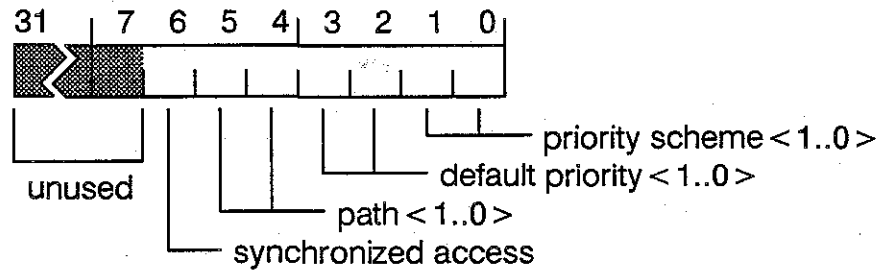 31 7 6 5 4 3 2 1 0
priority scheme <1..0>
default priority <1..0>
unused
path <1..0>
synchronized access